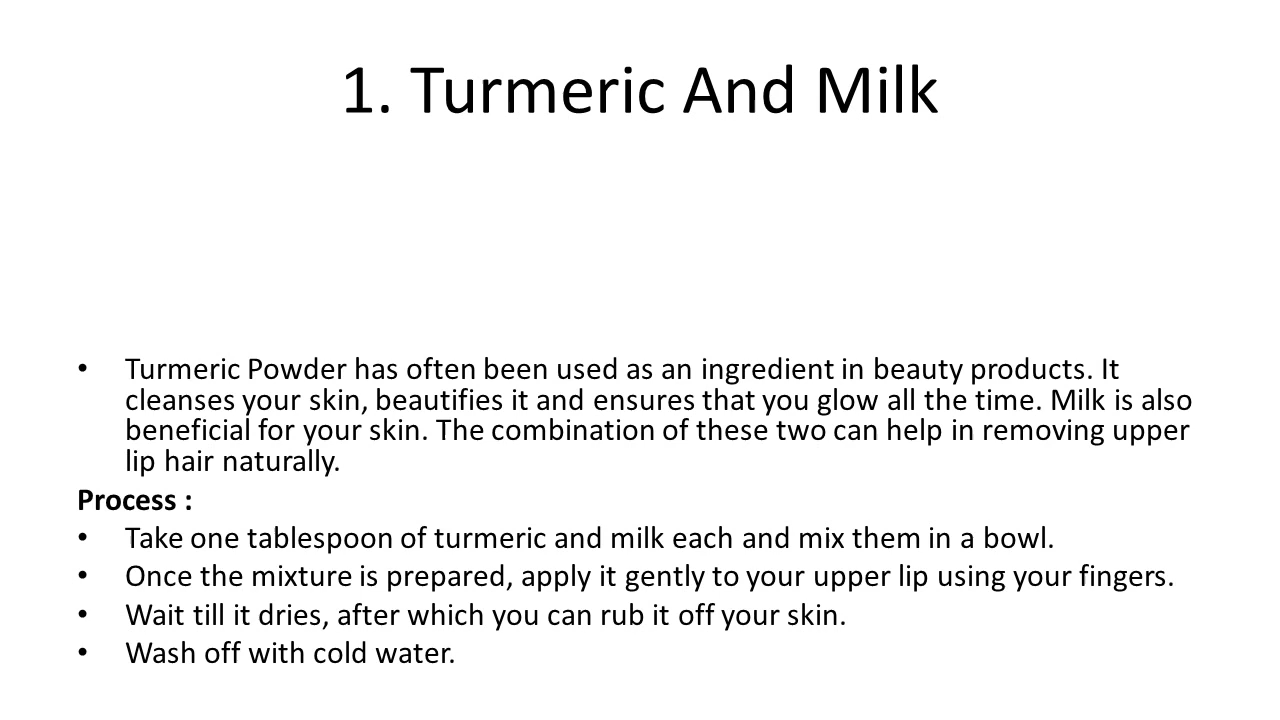 1. Turmeric And Milk
• Turmeric Powder has often been used as an ingredient in beauty products. It
cleanses your skin, beautifies it and ensures that you glow all the time. Milk is also
beneficial for your skin. The combination of these two can help in removing upper
lip hair naturally.
Process :
• Take one tablespoon of turmeric and milk each and mix them in a bowl.
• Once the mixture is prepared, apply it gently to your upper lip using your fingers.
• Wait till it dries, after which you can rub it off your skin.
• Wash off with cold water.